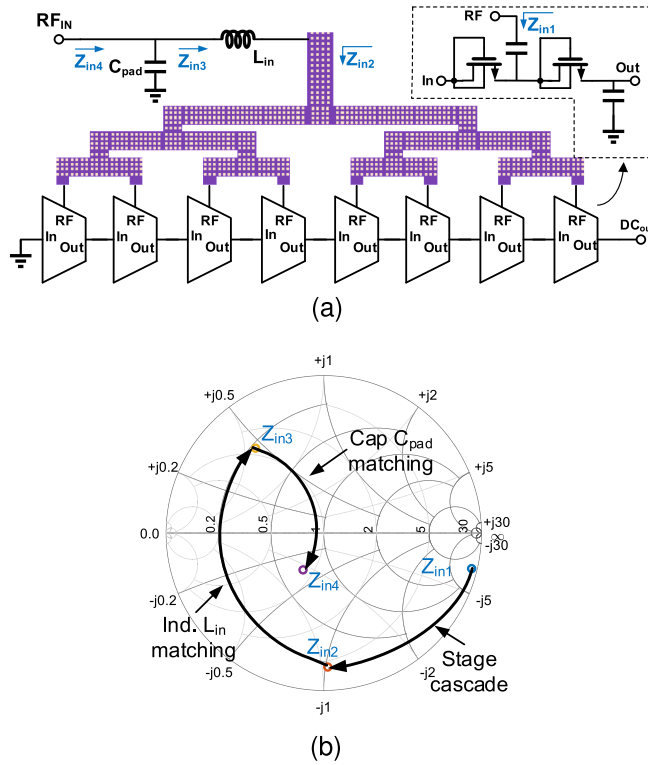 RF_IN
Z_in4
C_pad
Z_in3
L_in
Z_in2
RF
Z_in1
In
Out
RF
In
Out
RF
In
Out
RF
In
Out
RF
In
Out
RF
In
Out
RF
In
Out
RF
In
Out
RF
In
Out
DC_ou
(a)
+j1
+j0.5
+j2
Z_in3
Cap C_pad
matching
+j0.2
+j5
0.0
0.2
0.5
1
2
5
30
+j30
∞
-j30
Z_in1
Z_in4
-j0.2
-j5
Ind. L_in
matching
Z_in2
-j0.5
-j2
Stage
cascade
-j1
(b)